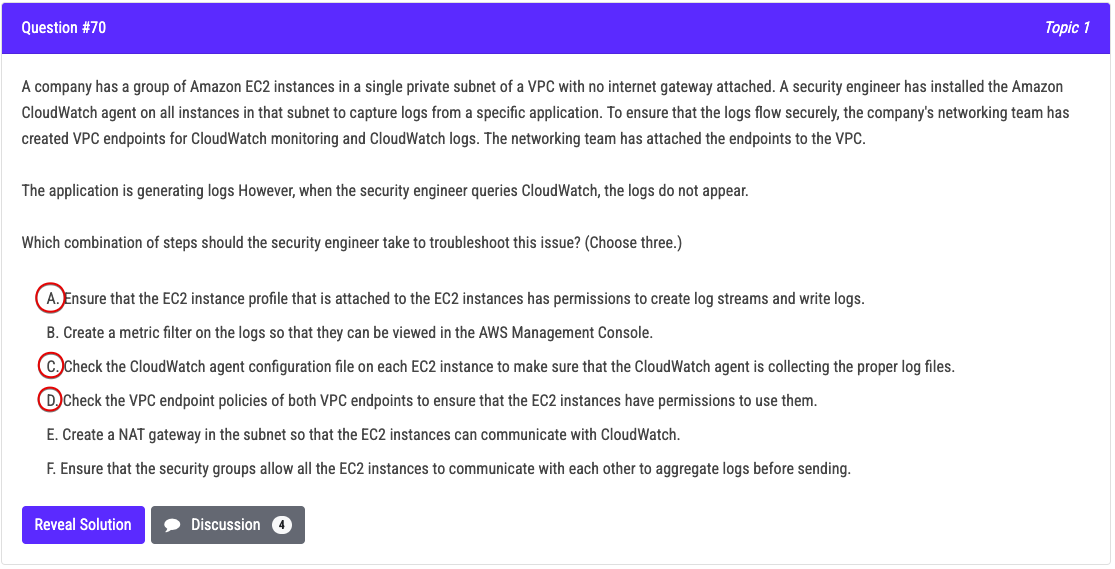 Question #70
Topic 1
A company has a group of Amazon EC2 instances in a single private subnet of a VPC with no internet gateway attached. A security engineer has installed the Amazon
CloudWatch agent on all instances in that subnet to capture logs from a specific application. To ensure that the logs flow securely, the company's networking team has
created VPC endpoints for CloudWatch monitoring and CloudWatch logs. The networking team has attached the endpoints to the VPC.
The application is generating logs However, when the security engineer queries CloudWatch, the logs do not appear.
Which combination of steps should the security engineer take to troubleshoot this issue? (Choose three.)
A. Ensure that the EC2 instance profile that is attached to the EC2 instances has permissions to create log streams and write logs.
B. Create a metric filter on the logs so that they can be viewed in the AWS Management Console.
C. Check the CloudWatch agent configuration file on each EC2 instance to make sure that the CloudWatch agent is collecting the proper log files.
D. Check the VPC endpoint policies of both VPC endpoints to ensure that the EC2 instances have permissions to use them.
E. Create a NAT gateway in the subnet so that the EC2 instances can communicate with CloudWatch.
F. Ensure that the security groups allow all the EC2 instances to communicate with each other to aggregate logs before sending.
Reveal Solution
Discussion 4